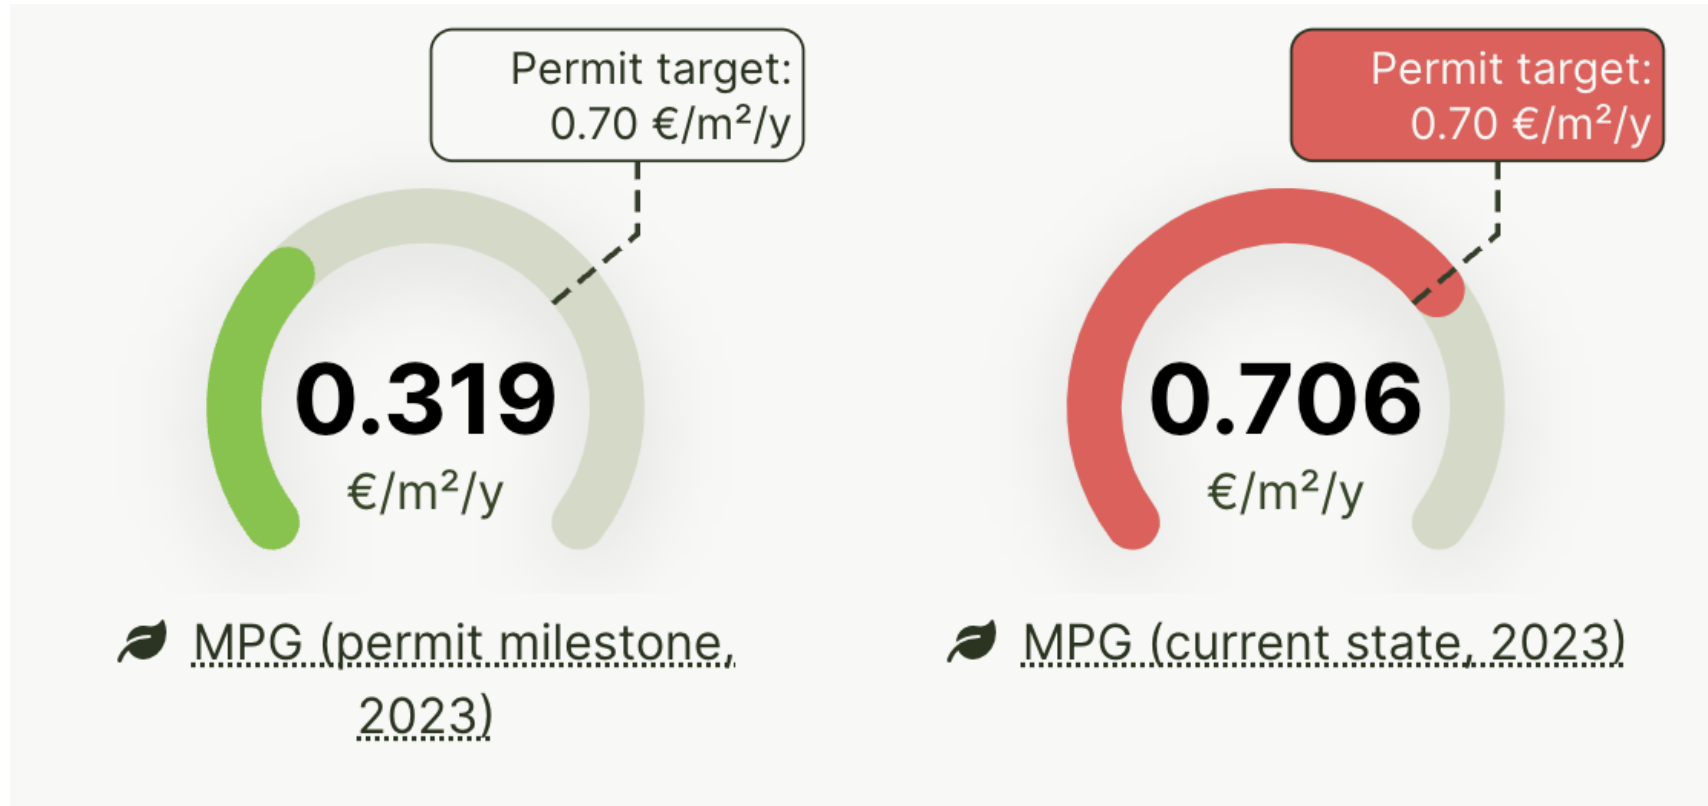 Permit target:
0.70 €/m²/y
0.319
€/m²/y
MPG (permit milestone,
2023)
Permit target:
0.70 €/m²/y
0.706
€/m²/y
MPG (current state, 2023)